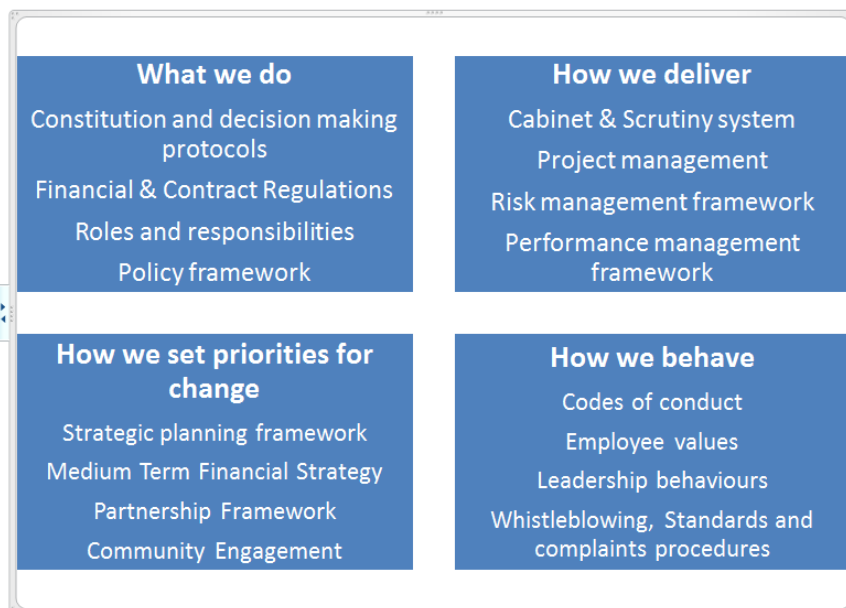 What we do
Constitution and decision making
protocols
Financial & Contract Regulations
Roles and responsibilities
Policy framework
How we deliver
Cabinet & Scrutiny system
Project management
Risk management framework
Performance management
framework
How we set priorities for
change
Strategic planning framework
Medium Term Financial Strategy
Partnership Framework
Community Engagement
How we behave
Codes of conduct
Employee values
Leadership behaviours
Whistleblowing, Standards and
complaints procedures